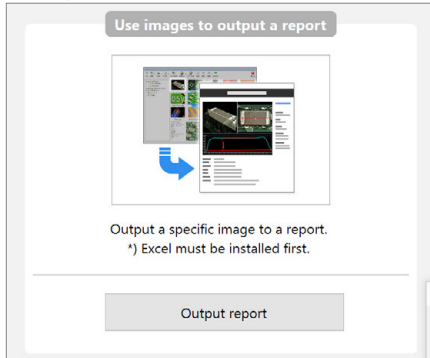 Use images to output a report
Output a specific image to a report.
*) Excel must be installed first.
Output report